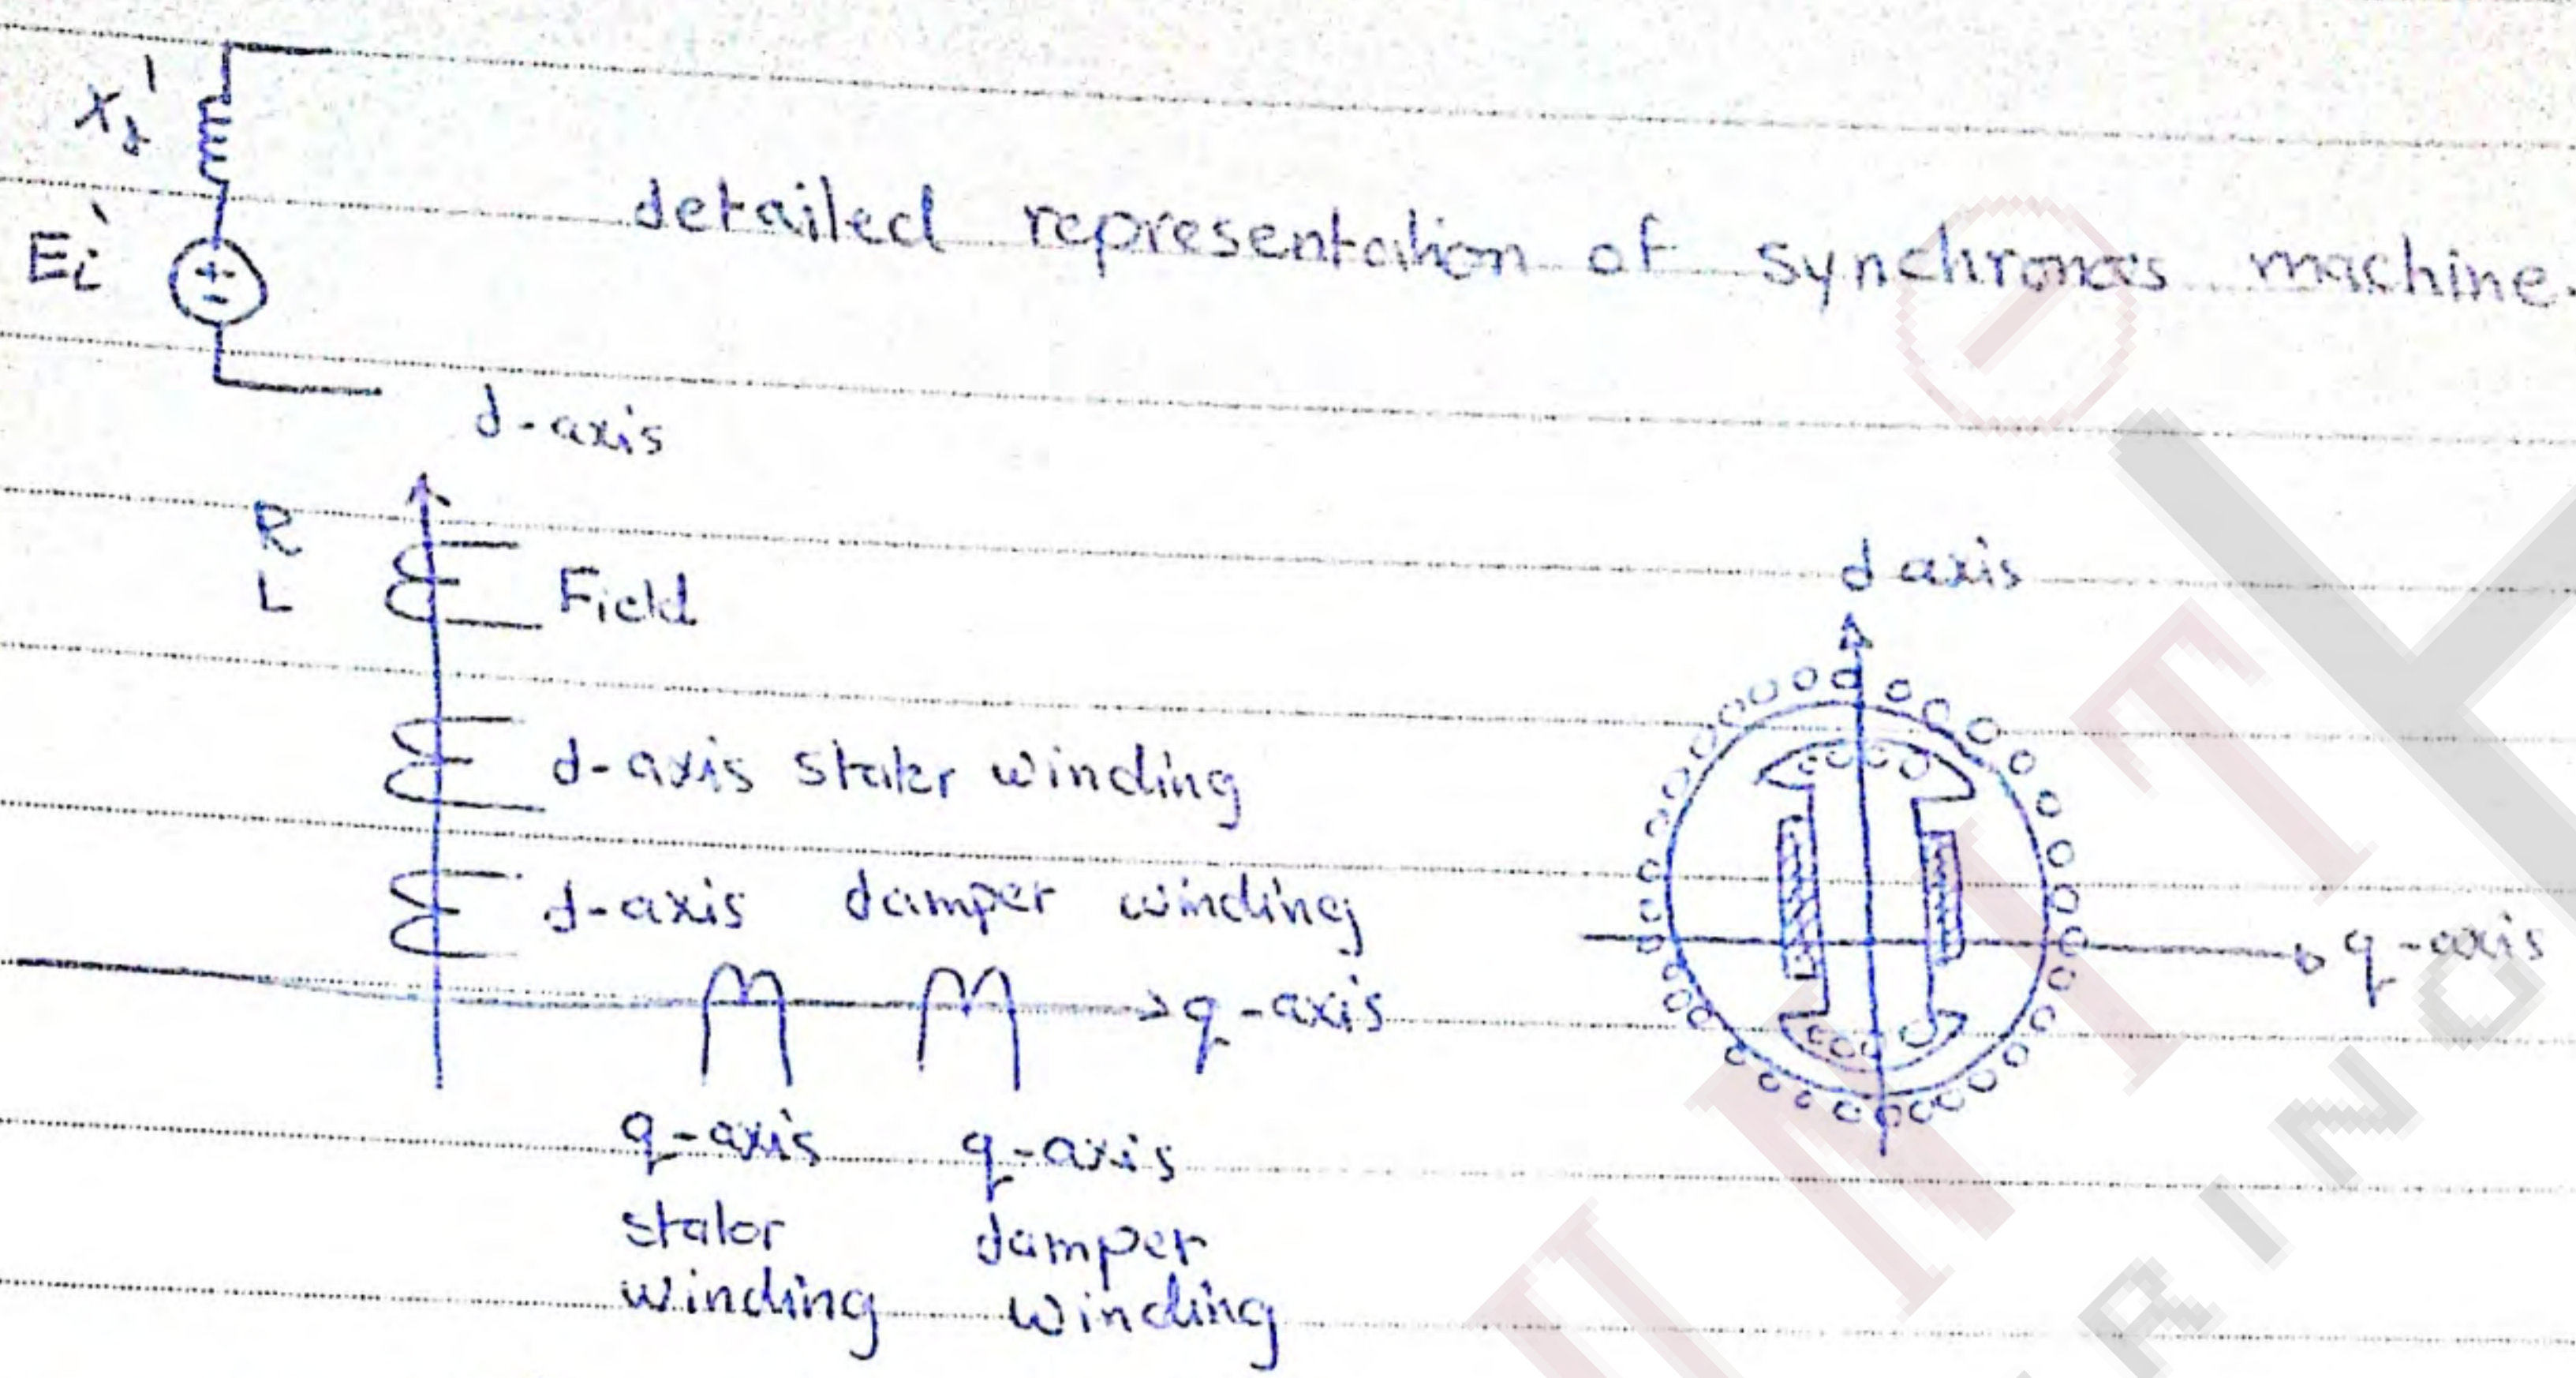 Xd'
detailed representation of synchronous machine.
Ei'
d-axis
R
L
Field
d-axis stator winding
d-axis damper winding
q-axis
q-axis q-axis
stator damper
winding winding
d axis
q-axis